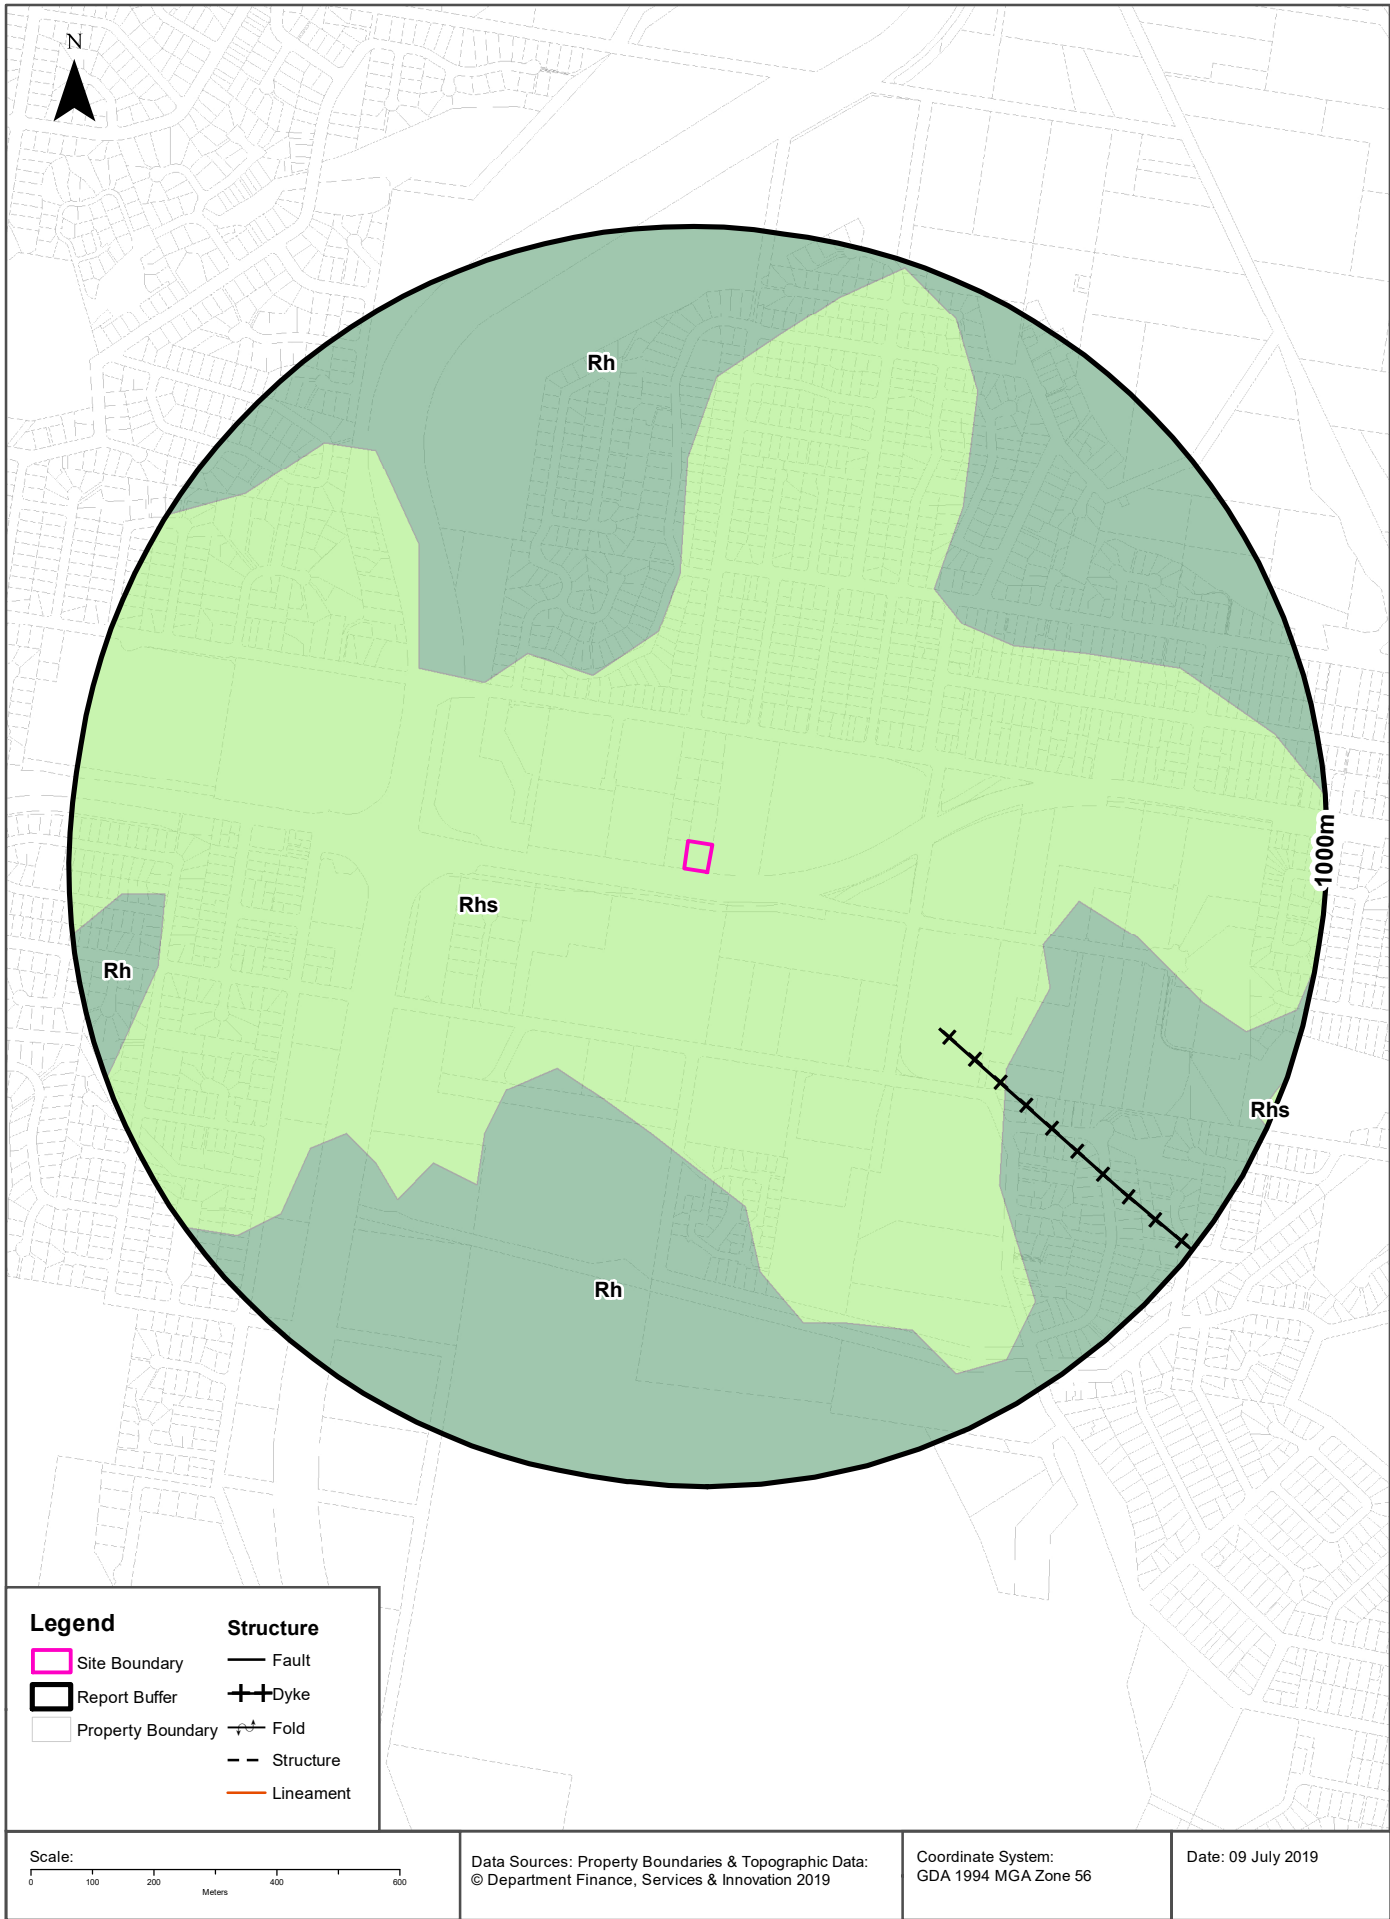 N
Rh
1000m
Rhs
Rh
Rhs
Rh
Legend
Site Boundary
Report Buffer
Property Boundary
Structure
Fault
Dyke
Fold
Structure
Lineament
Scale:
0 100 200 400 600
Meters
Data Sources: Property Boundaries & Topographic Data:
© Department Finance, Services & Innovation 2019
Coordinate System:
GDA 1994 MGA Zone 56
Date: 09 July 2019